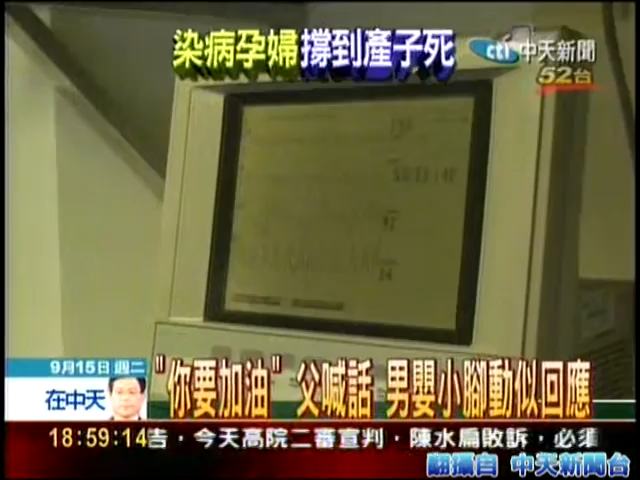 染病孕婦撐到產子死
cti 中天新聞
52台
9月15日 週二
在中天
"你要加油" 父喊話 男嬰小腳動似回應
18:59:14 吉，今天高院二審宣判，陳水扁敗訴，必須
翻攝自 中天新聞台